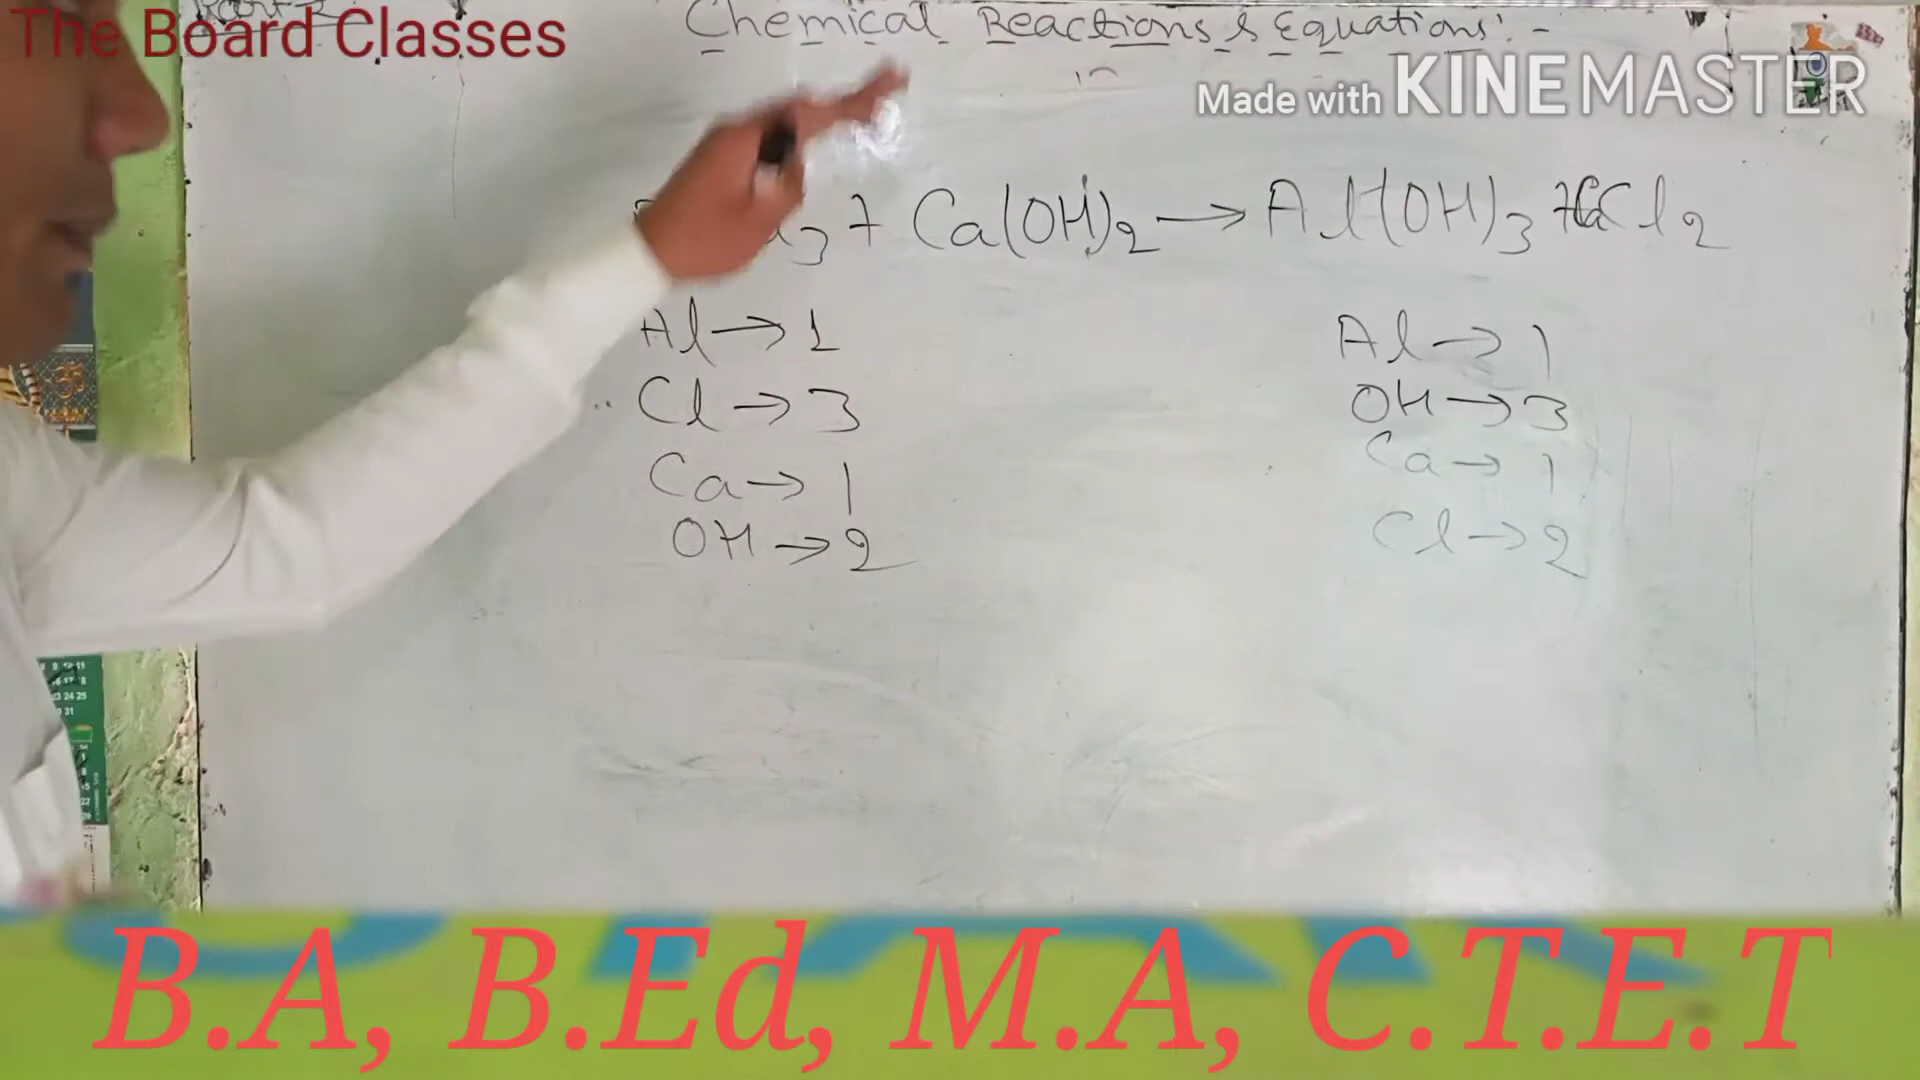 The Board Classes
Chemical Reactions & Equations:-
Made with KINEMASTER
3 + Ca(OH)2 → Al(OH)3 + CaCl2
Al → 1
Cl → 3
Ca → 1
OH → 2
Al → 1
OH → 3
Ca → 1
Cl → 2
B.A, B.Ed, M.A, C.T.E.T